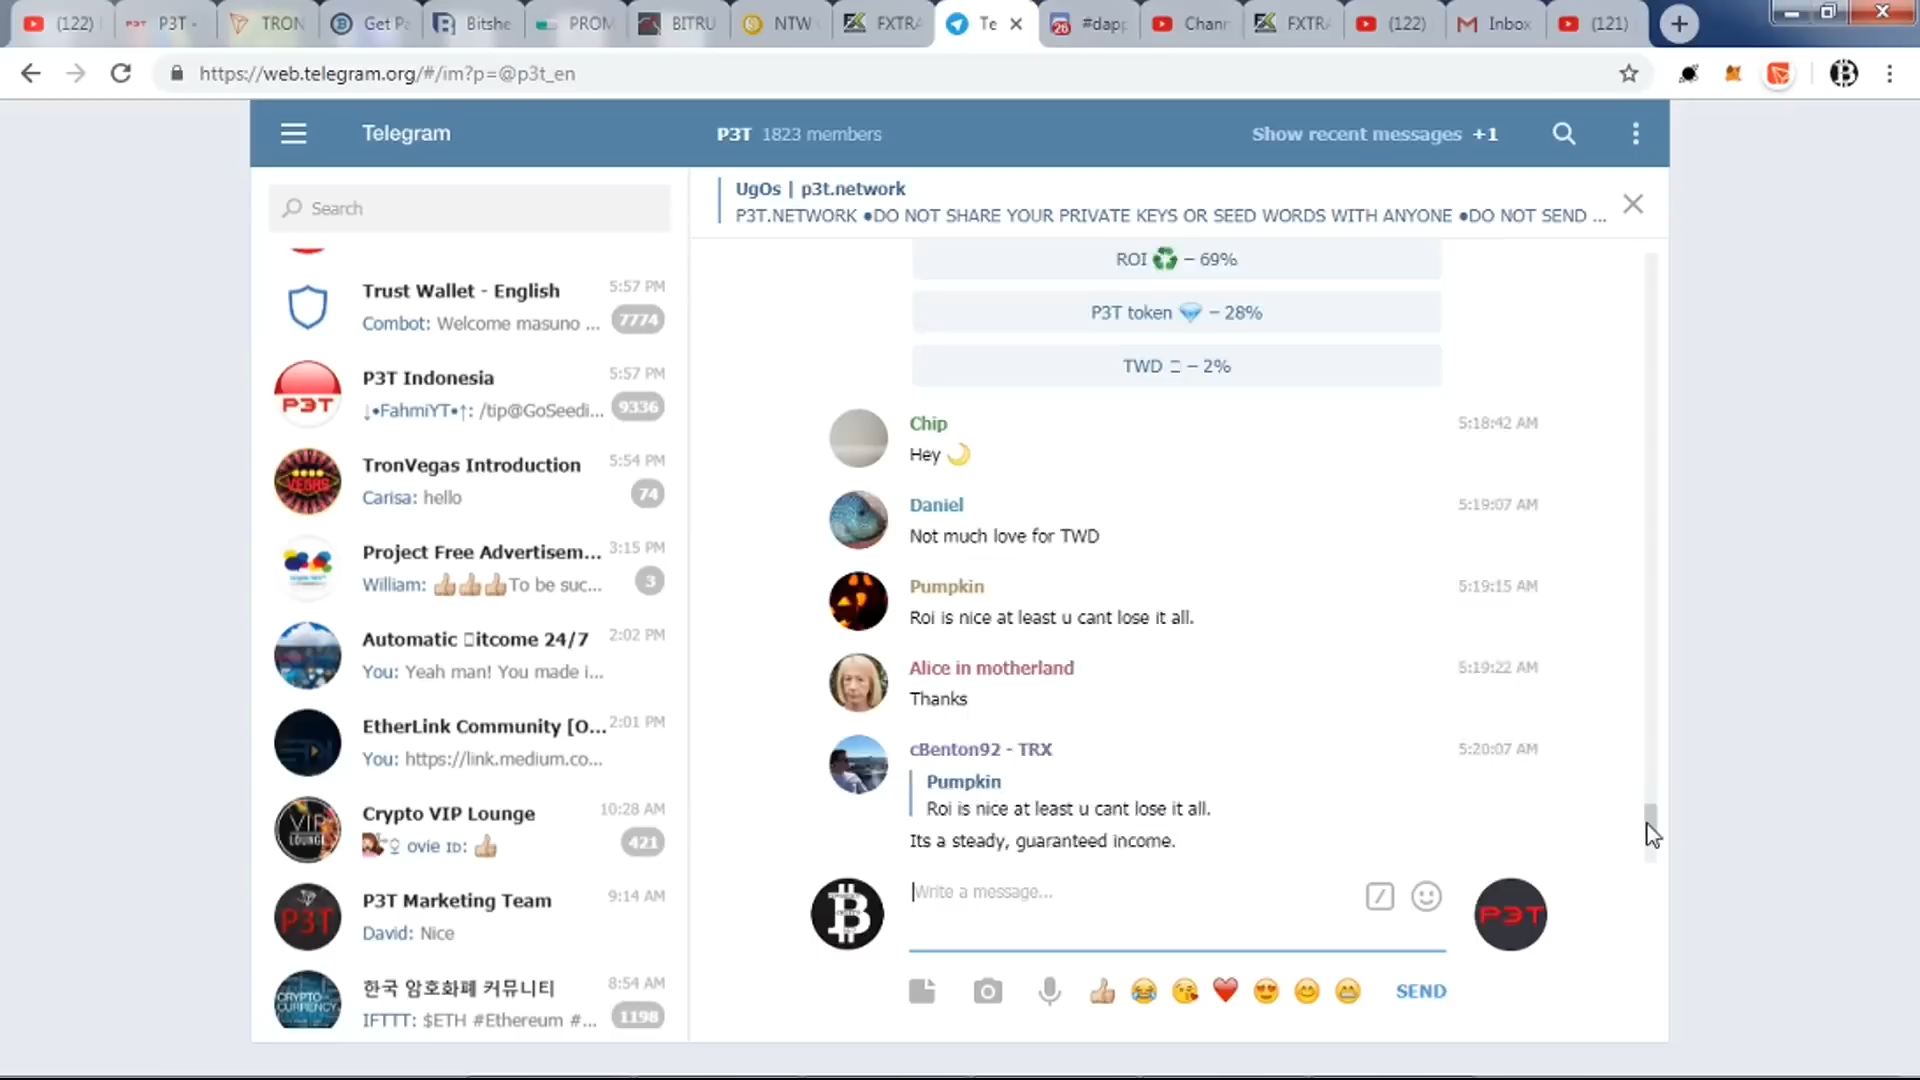 (122)
P3T -
TRON
Get Pa
Bitshe
PROM
BITRU
NTW
FXTRA
Te
#dapp
Chann
FXTRA
(122)
Inbox
(121)
https://web.telegram.org/#/im?p=@p3t_en
Telegram
P3T 1823 members
Show recent messages +1
Search
UgOs | p3t.network
P3T.NETWORK ●DO NOT SHARE YOUR PRIVATE KEYS OR SEED WORDS WITH ANYONE ●DO NOT SEND ...
Trust Wallet - English 5:57 PM
Combot: Welcome masuno ... 7774
P3T Indonesia 5:57 PM
↓•FahmiYT•↑: /tip@GoSeedi... 9336
TronVegas Introduction 5:54 PM
Carisa: hello 74
Project Free Advertisem... 3:15 PM
William: 👍👍👍To be suc... 3
Automatic ▯itcome 24/7 2:02 PM
You: Yeah man! You made i...
EtherLink Community [O... 2:01 PM
You: https://link.medium.co...
Crypto VIP Lounge 10:28 AM
ovie ɪᴅ: 👍 421
P3T Marketing Team 9:14 AM
David: Nice
한국 암호화폐 커뮤니티 8:54 AM
IFTTT: $ETH #Ethereum #... 1198
ROI ♻ – 69%
P3T token 💎 – 28%
TWD ▯ – 2%
Chip 5:18:42 AM
Hey 🌙
Daniel 5:19:07 AM
Not much love for TWD
Pumpkin 5:19:15 AM
Roi is nice at least u cant lose it all.
Alice in motherland 5:19:22 AM
Thanks
cBenton92 - TRX 5:20:07 AM
Pumpkin
Roi is nice at least u cant lose it all.
Its a steady, guaranteed income.
Write a message...
P3T
SEND
P3T
VEGAS
VIP
LOUNGE
P3T
CRYPTO
CURRENCY